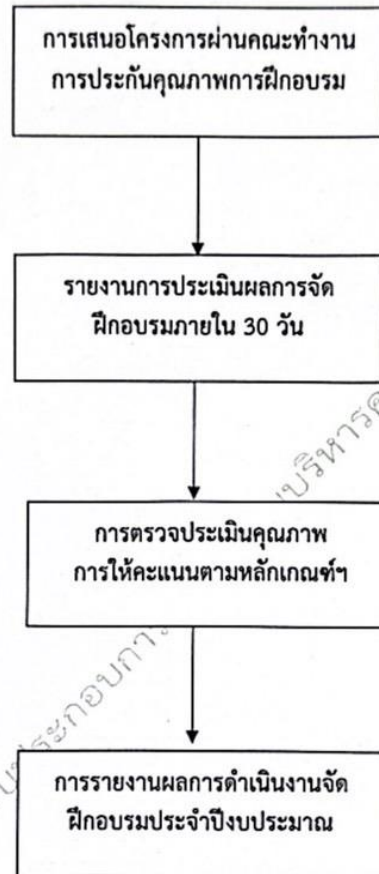 การเสนอโครงการผ่านคณะทำงาน
การประกันคุณภาพการฝึกอบรม
รายงานการประเมินผลการจัด
ฝึกอบรมภายใน 30 วัน
การตรวจประเมินคุณภาพ
การให้คะแนนตามหลักเกณฑ์ฯ
การรายงานผลการดำเนินงานจัด
ฝึกอบรมประจำปีงบประมาณ